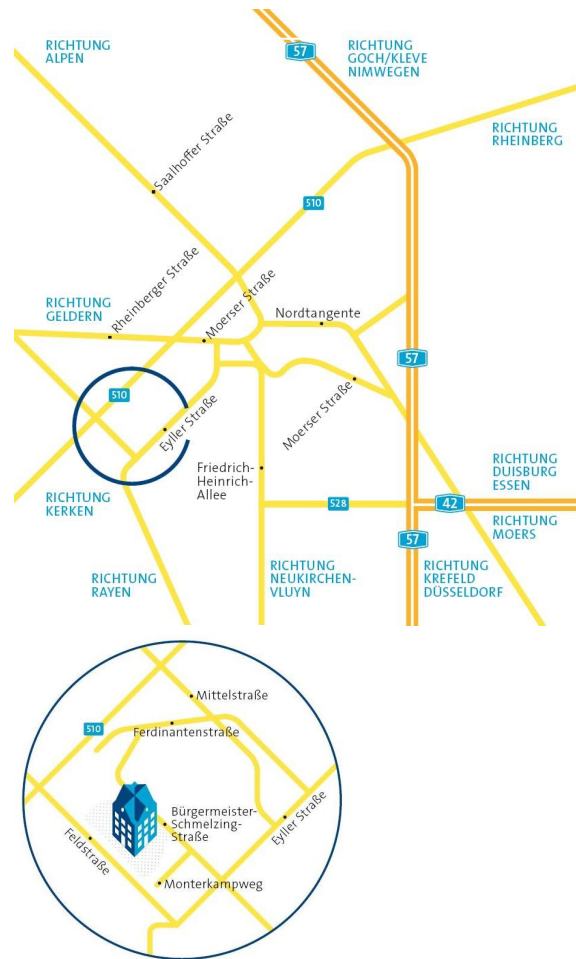 RICHTUNG
ALPEN
57
RICHTUNG
GOCH/KLEVE
NIMWEGEN
RICHTUNG
RHEINBERG
Saalhoffer Straße
510
RICHTUNG
GELDERN
Rheinberger Straße
Moerser Straße
Nordtangente
57
510
Eyller Straße
Moerser Straße
Friedrich-
Heinrich-
Allee
RICHTUNG
DUISBURG
ESSEN
RICHTUNG
KERKEN
528
42
RICHTUNG
MOERS
57
RICHTUNG
RAYEN
RICHTUNG
NEUKIRCHEN-
VLUYN
RICHTUNG
KREFELD
DÜSSELDORF
Mittelstraße
510
Ferdinantenstraße
Bürgermeister-
Schmelzing-
Straße
Eyller Straße
Feldstraße
Monterkampweg